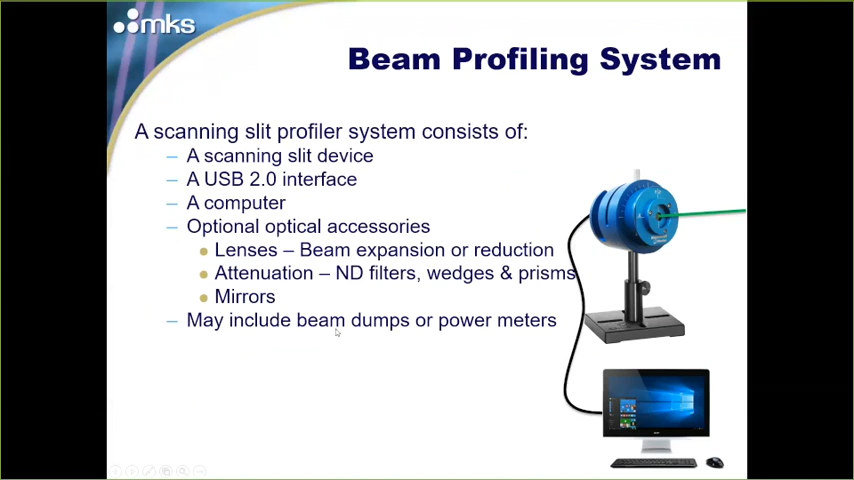 mks
Beam Profiling System
A scanning slit profiler system consists of:
– A scanning slit device
– A USB 2.0 interface
– A computer
– Optional optical accessories
● Lenses – Beam expansion or reduction
● Attenuation – ND filters, wedges & prisms
● Mirrors
– May include beam dumps or power meters